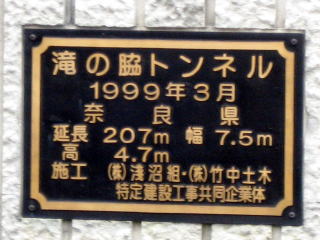 滝の脇トンネル
1999年3月
奈良県
延長 207m 幅 7.5m
高 4.7m
施工 (株)浅沼組・(株)竹中土木
特定建設工事共同企業体